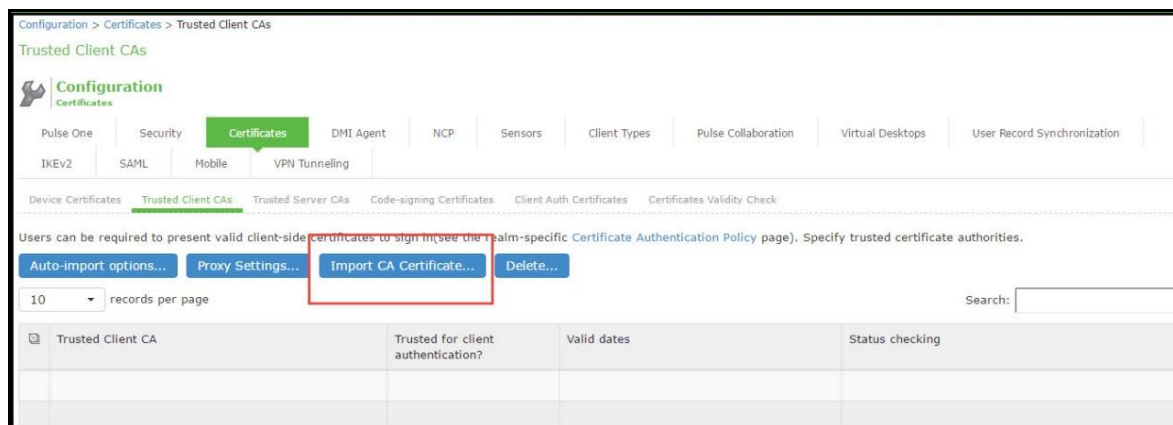 Configuration > Certificates > Trusted Client CAs
Trusted Client CAs
Configuration
Certificates
Pulse One Security Certificates DMI Agent NCP Sensors Client Types Pulse Collaboration Virtual Desktops User Record Synchronization
IKEv2 SAML Mobile VPN Tunneling
Device Certificates Trusted Client CAs Trusted Server CAs Code-signing Certificates Client Auth Certificates Certificates Validity Check
Users can be required to present valid client-side certificates to sign in(see the realm-specific Certificate Authentication Policy page). Specify trusted certificate authorities.
Auto-import options... Proxy Settings... Import CA Certificate... Delete...
10 records per page Search:
Trusted Client CA Trusted for client Valid dates Status checking
authentication?